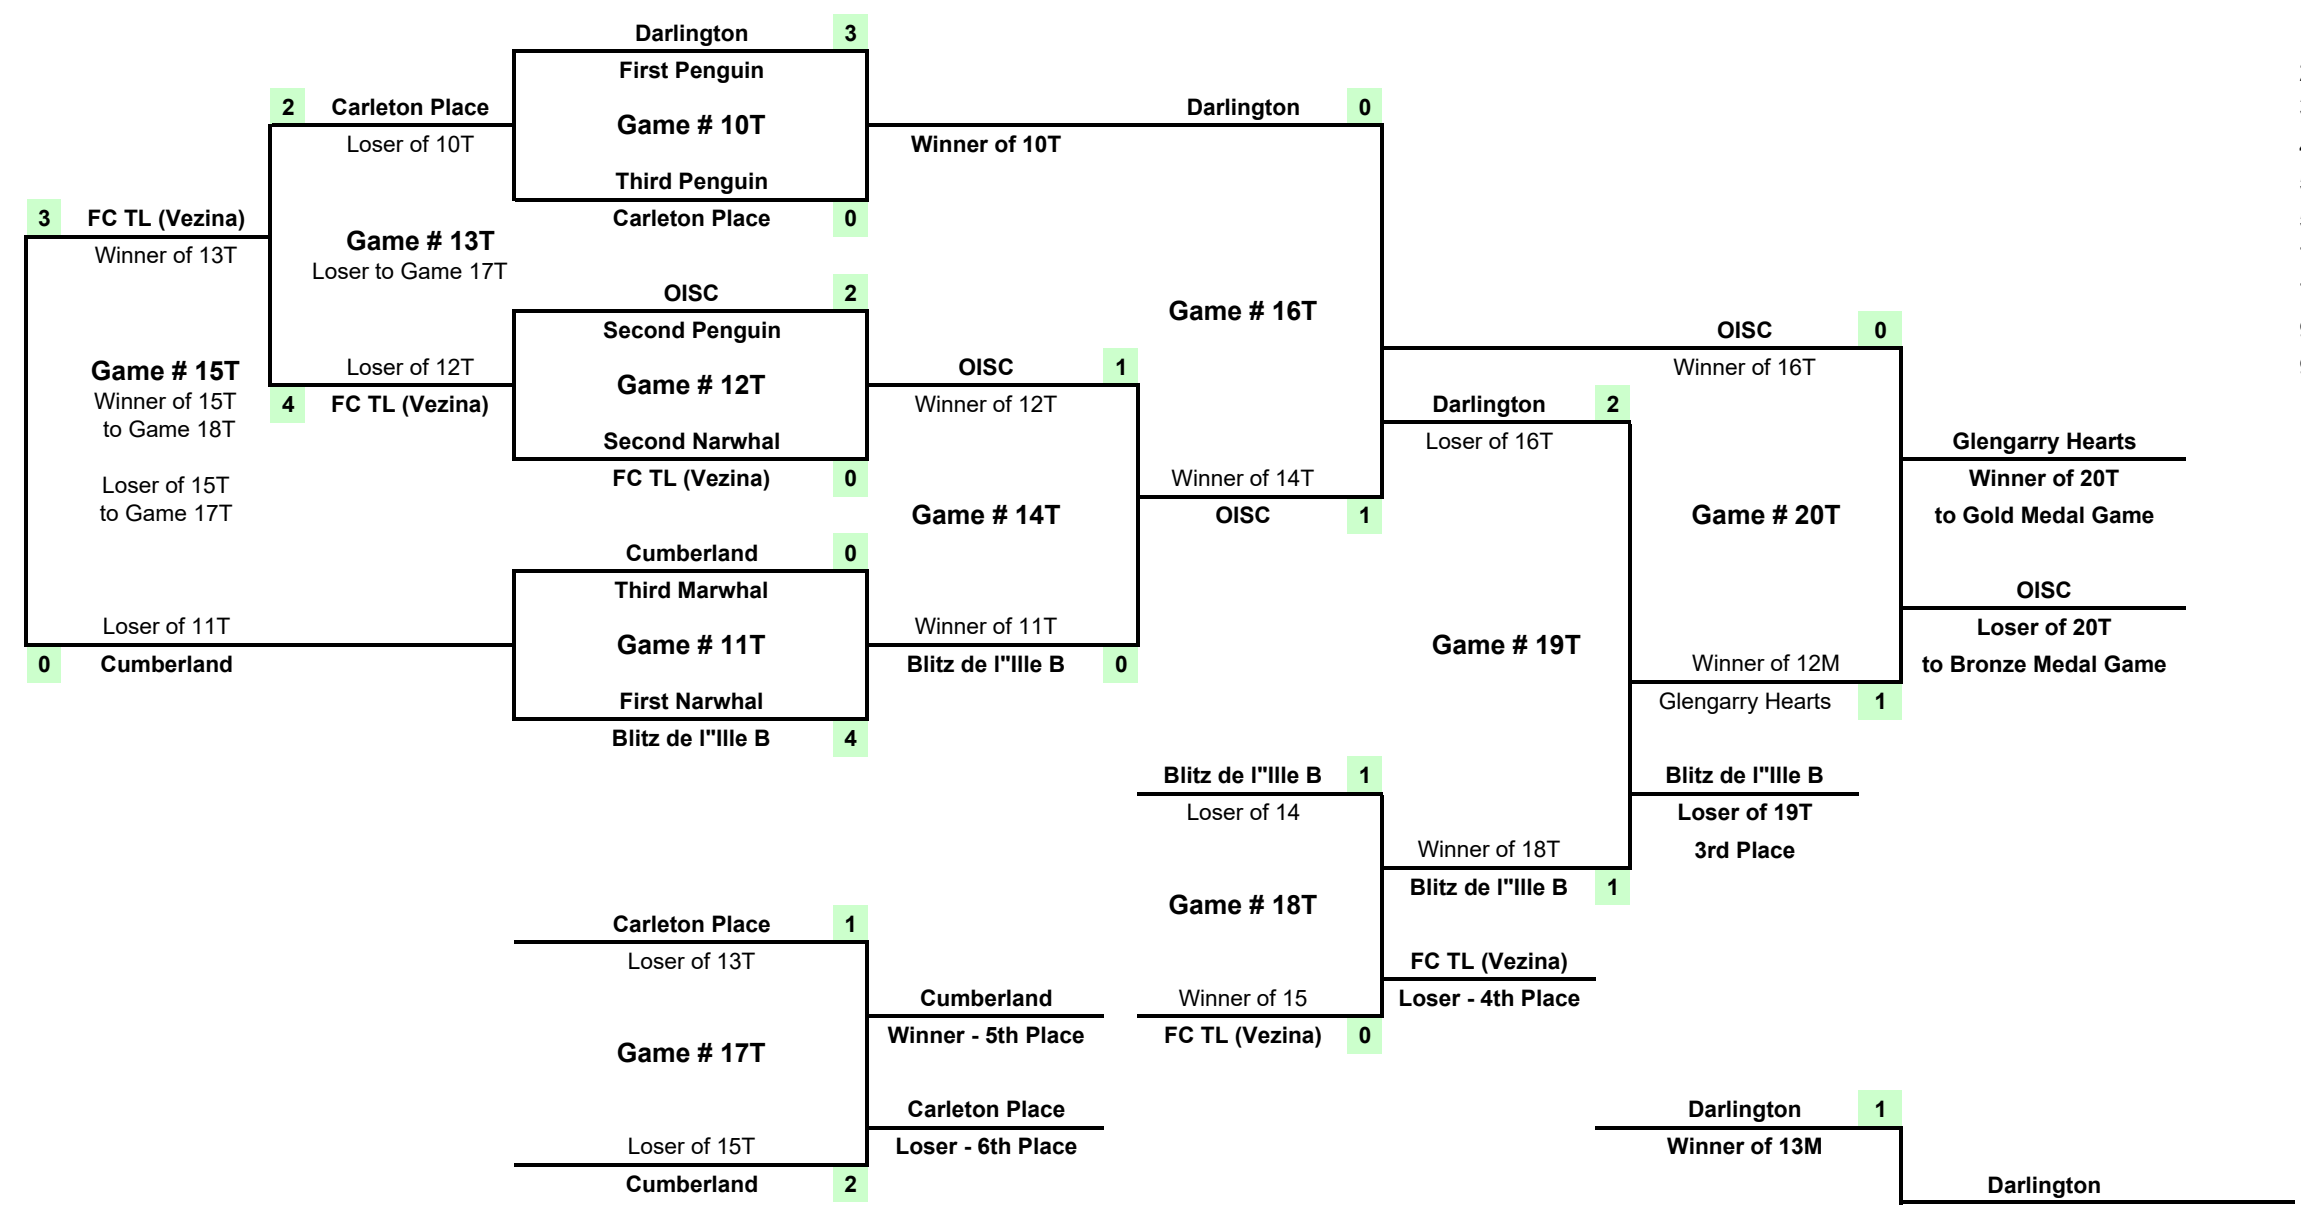 Darlington 3
First Penguin
2 Carleton Place
Game # 10T
Darlington 0
Loser of 10T
Winner of 10T
Third Penguin
3 FC TL (Vezina)
Carleton Place 0
Winner of 13T
Game # 13T
Loser to Game 17T
OISC 2
Second Penguin
Game # 16T
OISC 0
Winner of 16T
Game # 15T
Winner of 15T
to Game 18T
Loser of 15T
to Game 17T
Loser of 12T
4 FC TL (Vezina)
Game # 12T
OISC 1
Winner of 12T
Darlington 2
Loser of 16T
Second Narwhal
FC TL (Vezina) 0
Winner of 14T
OISC 1
Glengarry Hearts
Winner of 20T
to Gold Medal Game
Game # 14T
Game # 20T
Cumberland 0
Third Marwhal
OISC
Loser of 20T
to Bronze Medal Game
Loser of 11T
0 Cumberland
Game # 11T
Winner of 11T
Blitz de l"Ille B 0
Game # 19T
Winner of 12M
Glengarry Hearts 1
First Narwhal
Blitz de l"Ille B 4
Blitz de l"Ille B 1
Loser of 14
Blitz de l"Ille B
Loser of 19T
3rd Place
Winner of 18T
Blitz de l"Ille B 1
Game # 18T
Carleton Place 1
Loser of 13T
FC TL (Vezina)
Loser - 4th Place
Cumberland
Winner - 5th Place
Winner of 15
FC TL (Vezina) 0
Game # 17T
Carleton Place
Loser - 6th Place
Darlington 1
Winner of 13M
Loser of 15T
Cumberland 2
Darlington